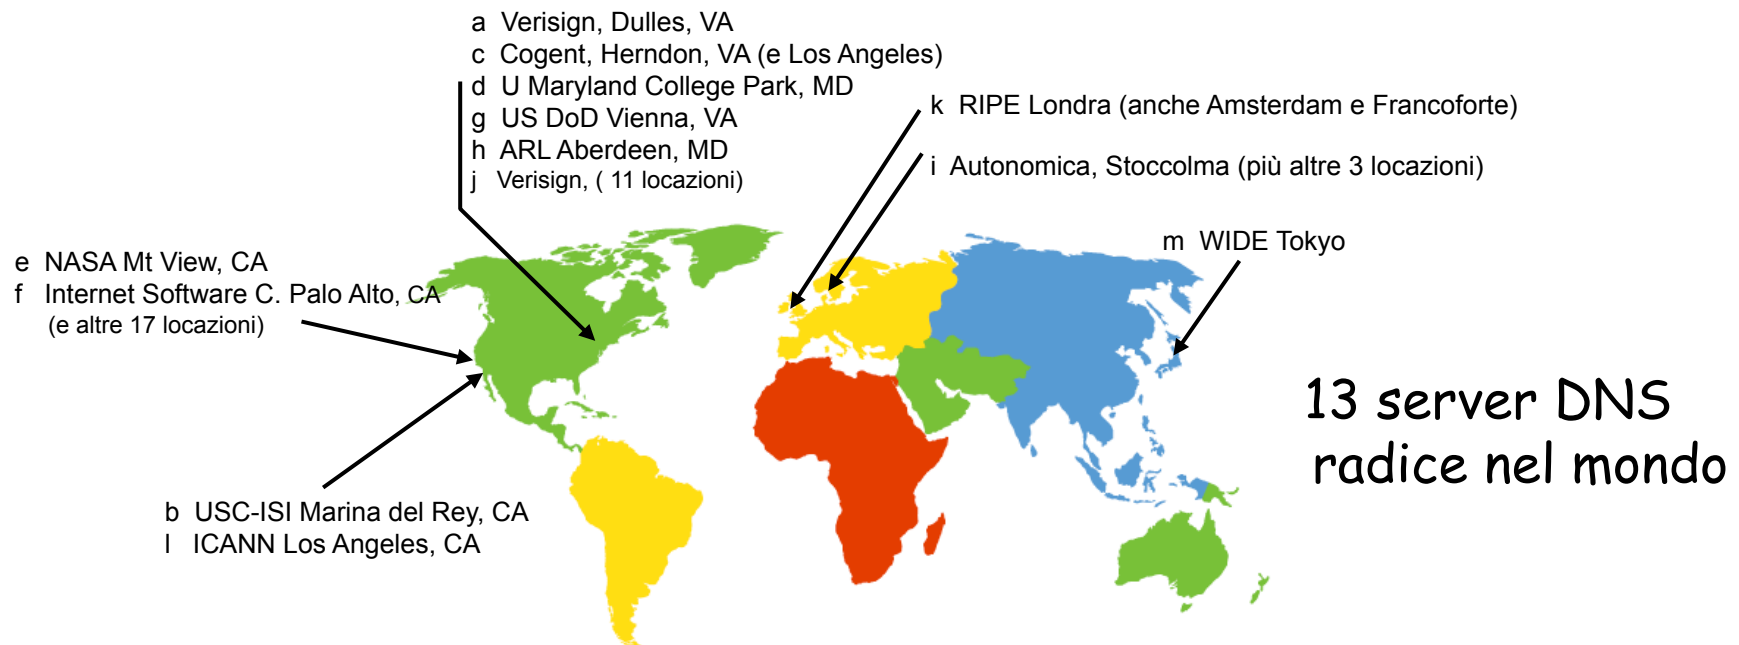 a Verisign, Dulles, VA
c Cogent, Herndon, VA (e Los Angeles)
d U Maryland College Park, MD
g US DoD Vienna, VA
h ARL Aberdeen, MD
j Verisign, ( 11 locazioni)
k RIPE Londra (anche Amsterdam e Francoforte)
i Autonomica, Stoccolma (più altre 3 locazioni)
m WIDE Tokyo
e NASA Mt View, CA
f Internet Software C. Palo Alto, CA
(e altre 17 locazioni)
b USC-ISI Marina del Rey, CA
l ICANN Los Angeles, CA
13 server DNS
radice nel mondo